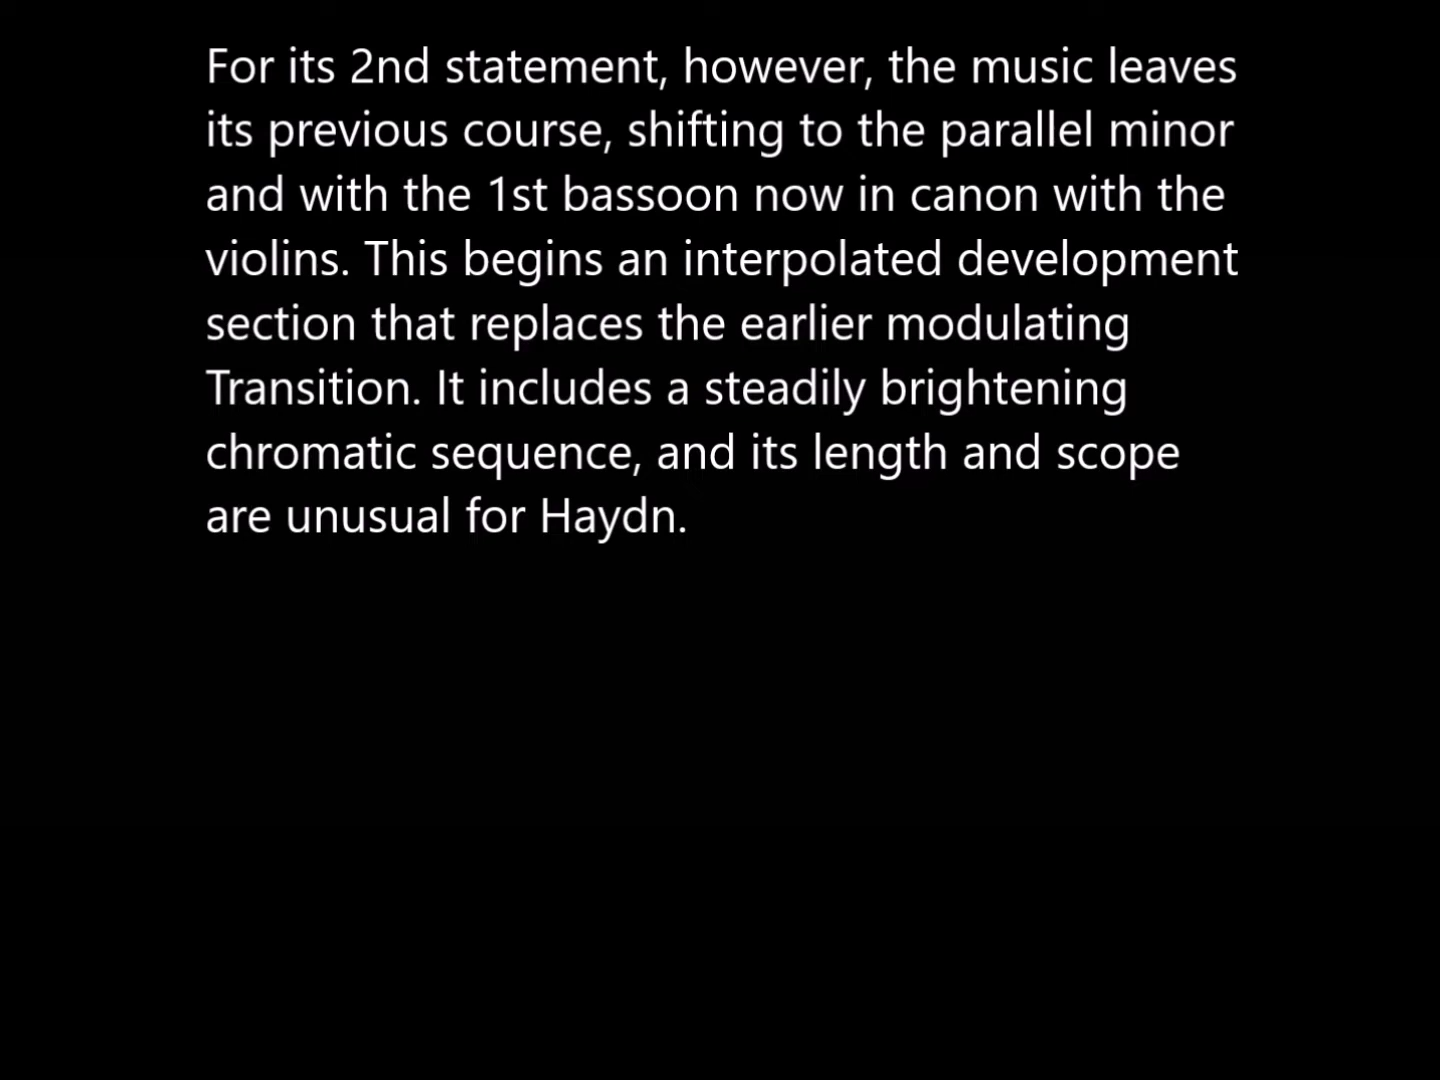 For its 2nd statement, however, the music leaves
its previous course, shifting to the parallel minor
and with the 1st bassoon now in canon with the
violins. This begins an interpolated development
section that replaces the earlier modulating
Transition. It includes a steadily brightening
chromatic sequence, and its length and scope
are unusual for Haydn.